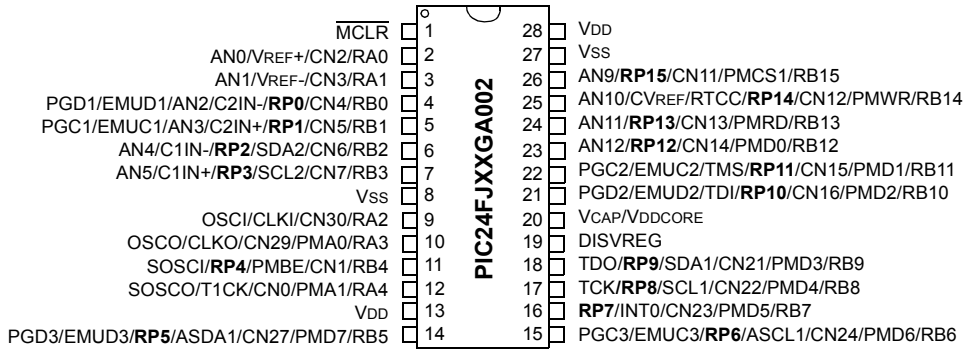 MCLR 1 28 VDD
AN0/VREF+/CN2/RA0 2 27 VSS
AN1/VREF-/CN3/RA1 3 26 AN9/RP15/CN11/PMCS1/RB15
PGD1/EMUD1/AN2/C2IN-/RP0/CN4/RB0 4 25 AN10/CVREF/RTCC/RP14/CN12/PMWR/RB14
PGC1/EMUC1/AN3/C2IN+/RP1/CN5/RB1 5 24 AN11/RP13/CN13/PMRD/RB13
AN4/C1IN-/RP2/SDA2/CN6/RB2 6 23 AN12/RP12/CN14/PMD0/RB12
AN5/C1IN+/RP3/SCL2/CN7/RB3 7 22 PGC2/EMUC2/TMS/RP11/CN15/PMD1/RB11
VSS 8 21 PGD2/EMUD2/TDI/RP10/CN16/PMD2/RB10
OSCI/CLKI/CN30/RA2 9 20 VCAP/VDDCORE
OSCO/CLKO/CN29/PMA0/RA3 10 19 DISVREG
SOSCI/RP4/PMBE/CN1/RB4 11 18 TDO/RP9/SDA1/CN21/PMD3/RB9
SOSCO/T1CK/CN0/PMA1/RA4 12 17 TCK/RP8/SCL1/CN22/PMD4/RB8
VDD 13 16 RP7/INT0/CN23/PMD5/RB7
PGD3/EMUD3/RP5/ASDA1/CN27/PMD7/RB5 14 15 PGC3/EMUC3/RP6/ASCL1/CN24/PMD6/RB6
PIC24FJXXGA002